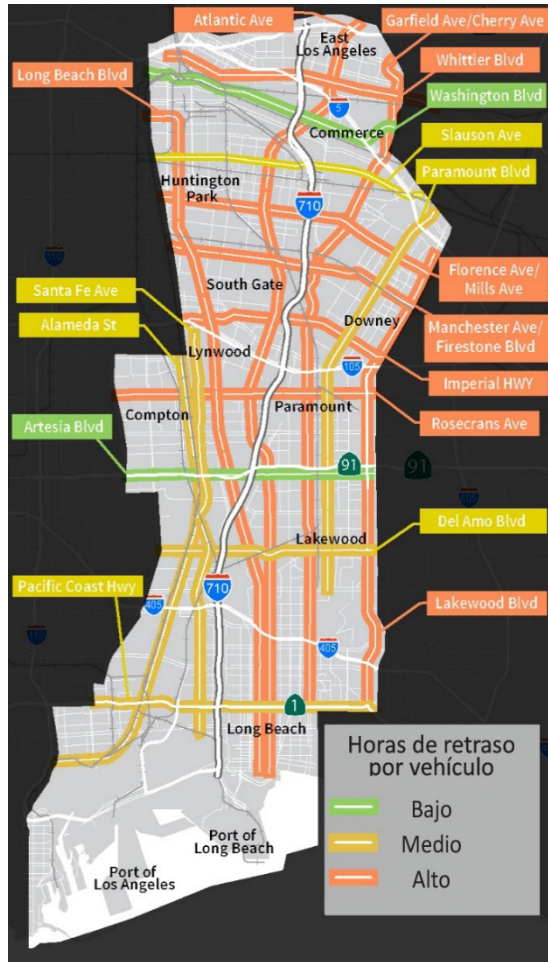 Atlantic Ave
Garfield Ave/Cherry Ave
East
Los Angeles
Long Beach Blvd
Whittier Blvd
Washington Blvd
5
Commerce
Slauson Ave
Paramount Blvd
Huntington
Park
710
110
Florence Ave/
Mills Ave
South Gate
Santa Fe Ave
Downey
Manchester Ave/
Firestone Blvd
Alameda St
Lynwood
105
Imperial HWY
Compton
Paramount
Rosecrans Ave
Artesia Blvd
91
91
Del Amo Blvd
Lakewood
Pacific Coast Hwy
710
405
Lakewood Blvd
110
405
1
Long Beach
Horas de retraso
por vehículo
Bajo
Medio
Alto
Port of
Long Beach
Port of
Los Angeles